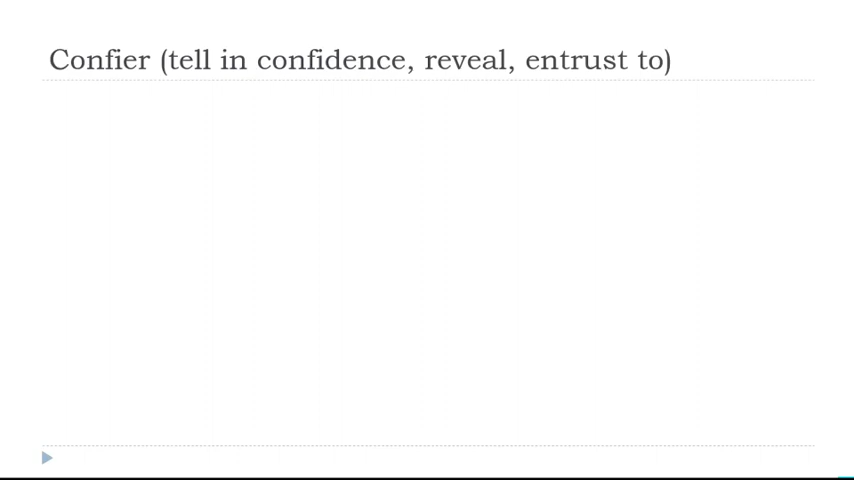 Confier (tell in confidence, reveal, entrust to)